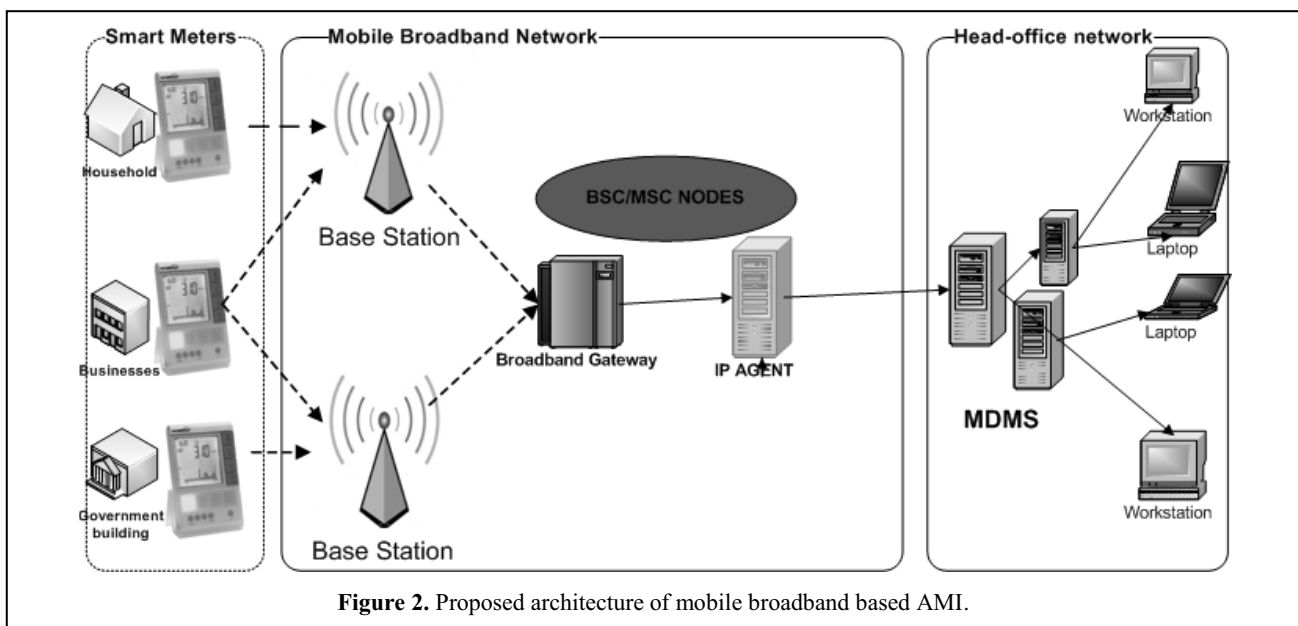 Smart Meters
Mobile Broadband Network
Head-office network
Household
Businesses
Government
building
Base Station
Base Station
BSC/MSC NODES
Broadband Gateway
IP AGENT
MDMS
Workstation
Laptop
Laptop
Workstation
Figure 2. Proposed architecture of mobile broadband based AMI.